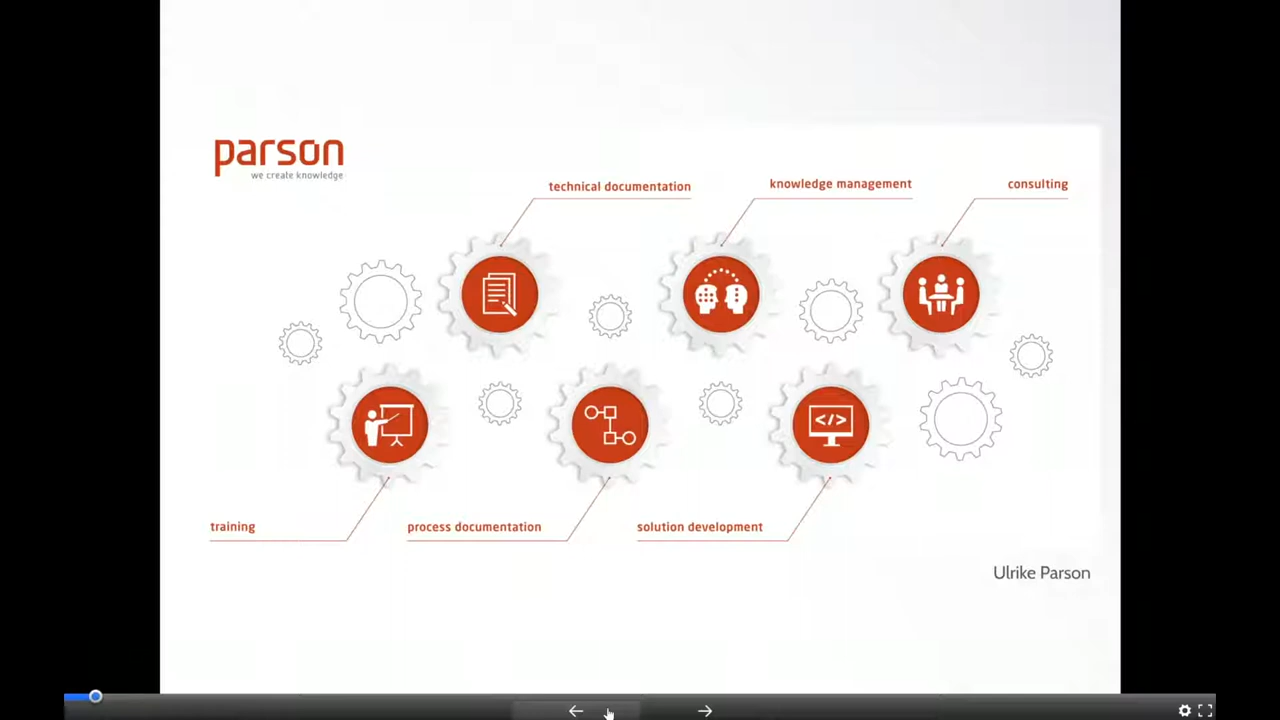 parson
we create knowledge
technical documentation
knowledge management
consulting
</>
training
process documentation
solution development
Ulrike Parson